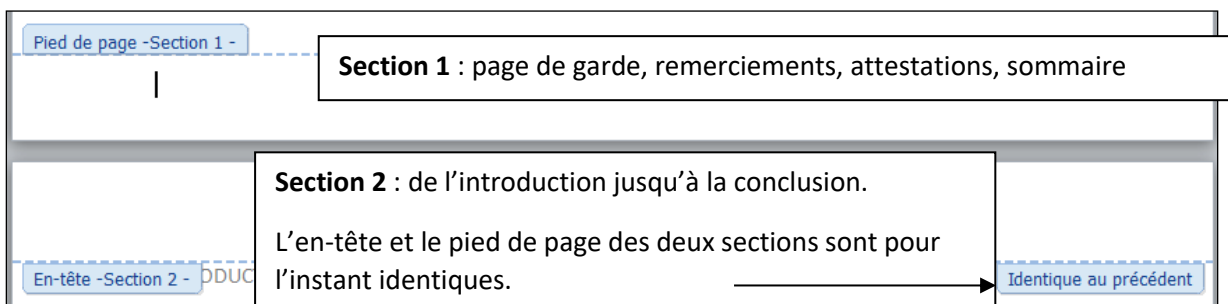 Pied de page -Section 1 -
Section 1 : page de garde, remerciements, attestations, sommaire
Section 2 : de l’introduction jusqu’à la conclusion.
L’en-tête et le pied de page des deux sections sont pour
l’instant identiques.
En-tête -Section 2 -
Identique au précédent